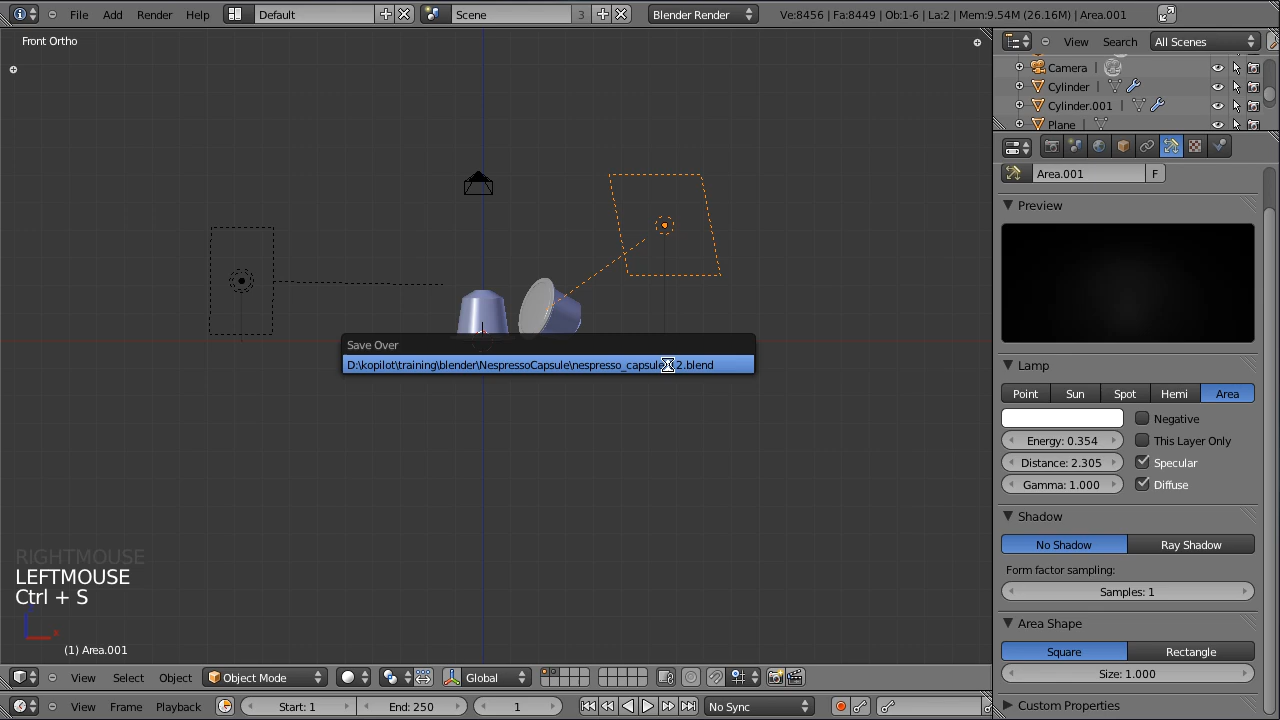 File Add Render Help Default Scene 3 Blender Render Ve:8456 | Fa:8449 | Ob:1-6 | La:2 | Mem:9.54M (26.16M) | Area.001
Front Ortho
View Search All Scenes
Camera
Cylinder
Cylinder.001
Plane
Area.001 F
Preview
Save Over
D:\kopilot\training\blender\NespressoCapsule\nespresso_capsule 2.blend
Lamp
Point Sun Spot Hemi Area
Negative
Energy: 0.354 This Layer Only
Distance: 2.305 Specular
Gamma: 1.000 Diffuse
Shadow
No Shadow Ray Shadow
Form factor sampling:
Samples: 1
Area Shape
Square Rectangle
Size: 1.000
Custom Properties
RIGHTMOUSE
LEFTMOUSE
Ctrl + S
(1) Area.001
View Select Object Object Mode Global
View Frame Playback Start: 1 End: 250 1 No Sync